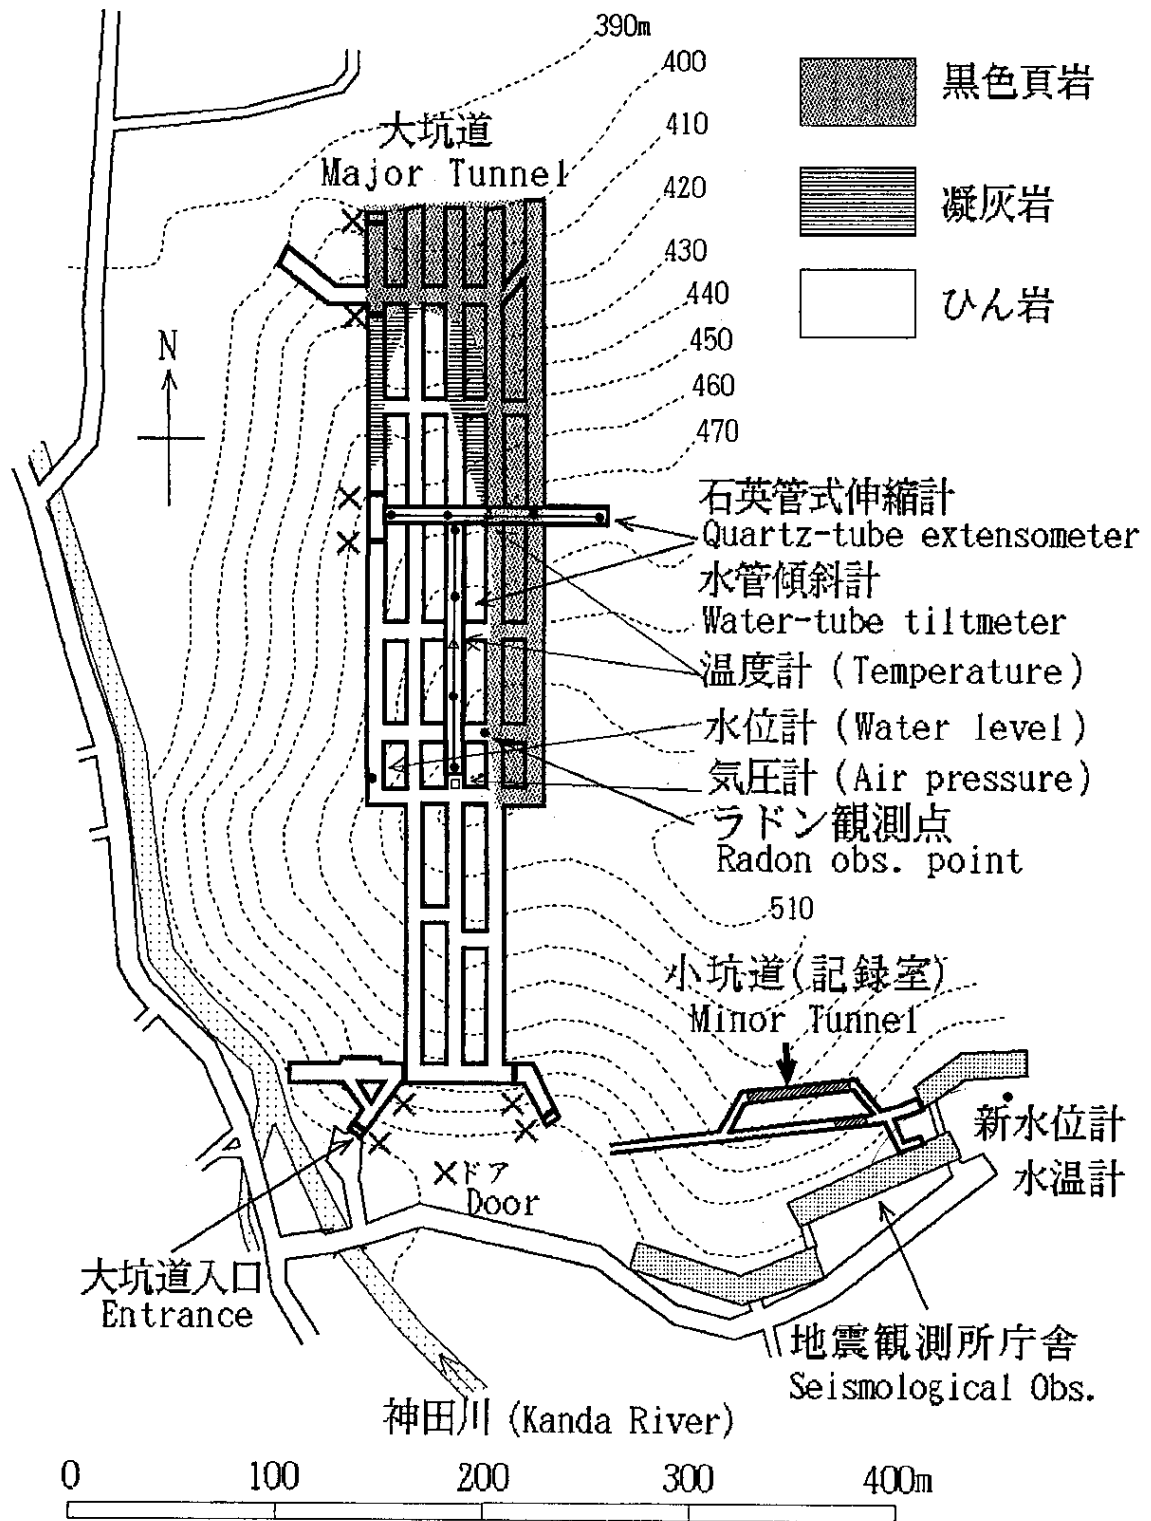 390m
400
410
420
430
440
450
460
470
510
黒色頁岩
凝灰岩
ひん岩
大坑道
Major Tunnel
N
石英管式伸縮計
Quartz-tube extensometer
水管傾斜計
Water-tube tiltmeter
温度計 (Temperature)
水位計 (Water level)
気圧計 (Air pressure)
ラドン観測点
Radon obs. point
小坑道(記録室)
Minor Tunnel
新水位計
水温計
ドア
Door
大坑道入口
Entrance
地震観測所庁舎
Seismological Obs.
神田川 (Kanda River)
0 100 200 300 400m